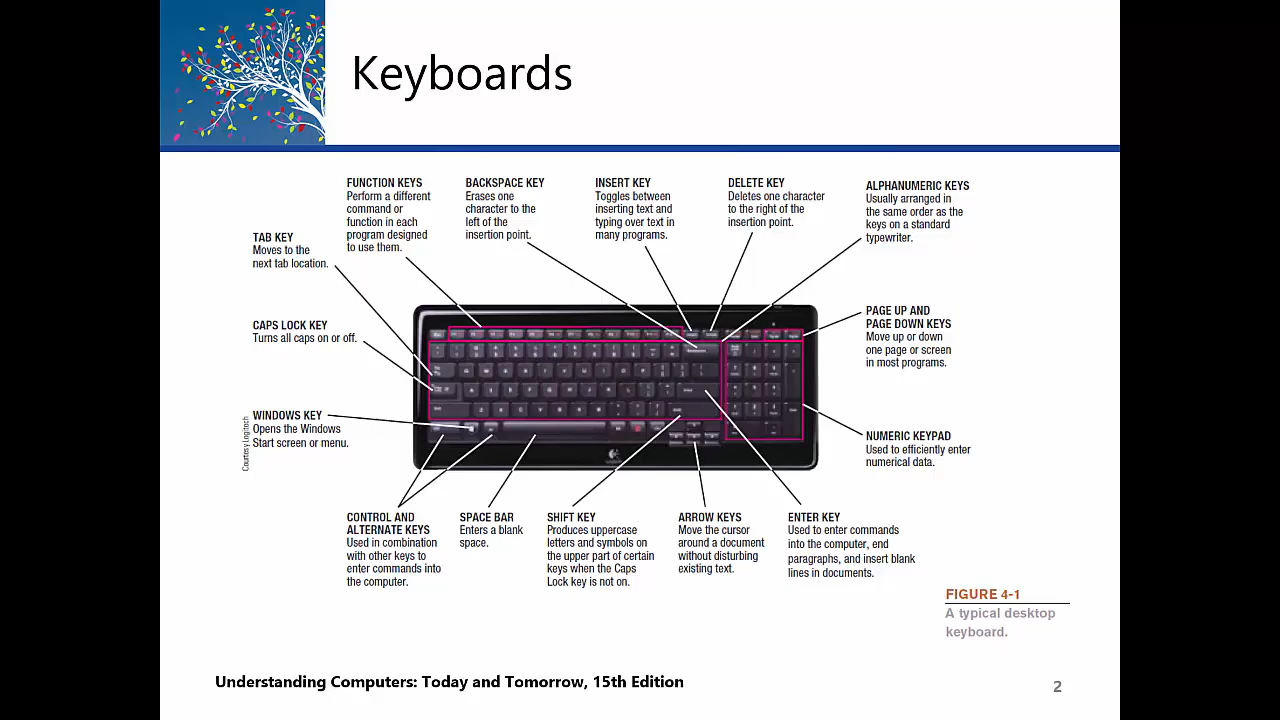 Keyboards
FUNCTION KEYS
Perform a different
command or
function in each
program designed
to use them.
BACKSPACE KEY
Erases one
character to the
left of the
insertion point.
INSERT KEY
Toggles between
inserting text and
typing over text in
many programs.
DELETE KEY
Deletes one character
to the right of the
insertion point.
ALPHANUMERIC KEYS
Usually arranged in
the same order as the
keys on a standard
typewriter.
TAB KEY
Moves to the
next tab location.
CAPS LOCK KEY
Turns all caps on or off.
PAGE UP AND
PAGE DOWN KEYS
Move up or down
one page or screen
in most programs.
WINDOWS KEY
Opens the Windows
Start screen or menu.
Courtesy Logitech
NUMERIC KEYPAD
Used to efficiently enter
numerical data.
CONTROL AND
ALTERNATE KEYS
Used in combination
with other keys to
enter commands into
the computer.
SPACE BAR
Enters a blank
space.
SHIFT KEY
Produces uppercase
letters and symbols on
the upper part of certain
keys when the Caps
Lock key is not on.
ARROW KEYS
Move the cursor
around a document
without disturbing
existing text.
ENTER KEY
Used to enter commands
into the computer, end
paragraphs, and insert blank
lines in documents.
FIGURE 4-1
A typical desktop
keyboard.
Understanding Computers: Today and Tomorrow, 15th Edition
2